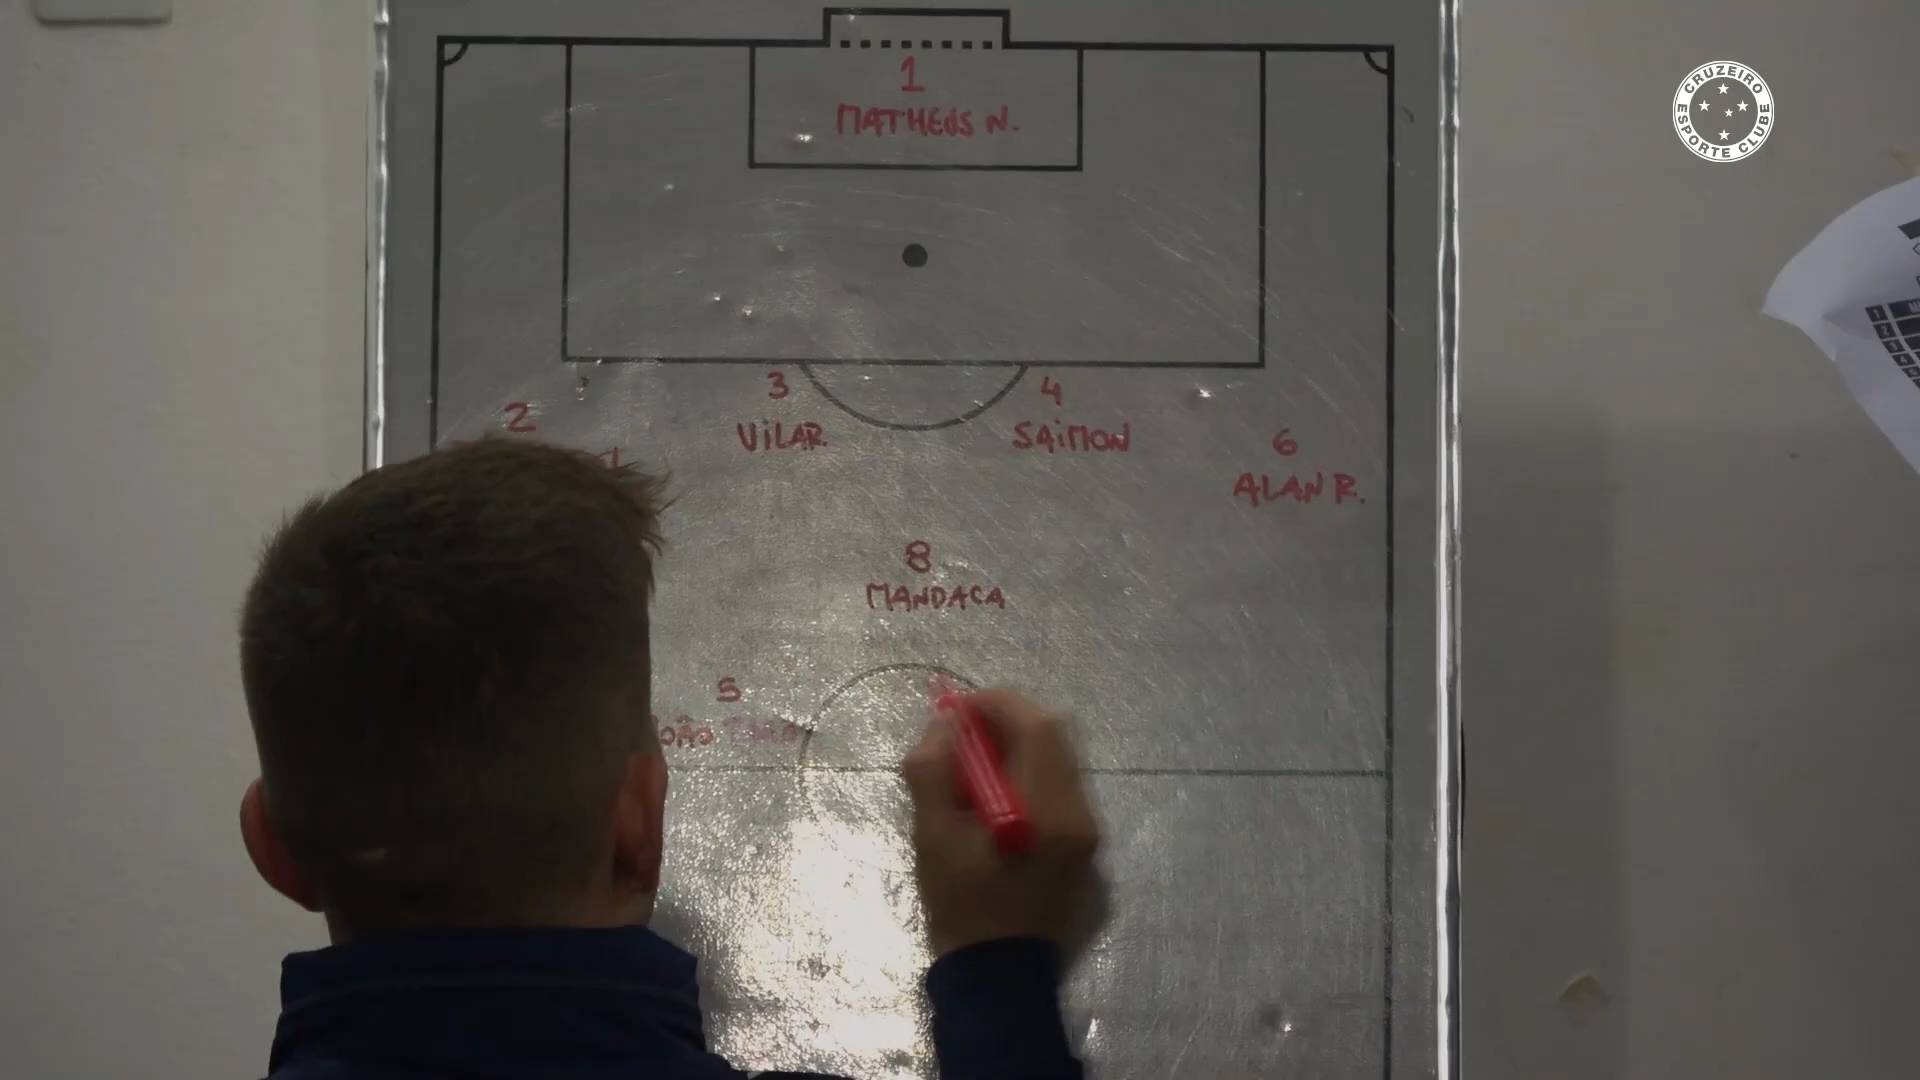 CRUZEIRO
ESPORTE CLUBE
1
MATHEUS N.
3
4
2
VILAR.
SAIMON
6
ALAN R.
8
MANDACA
5